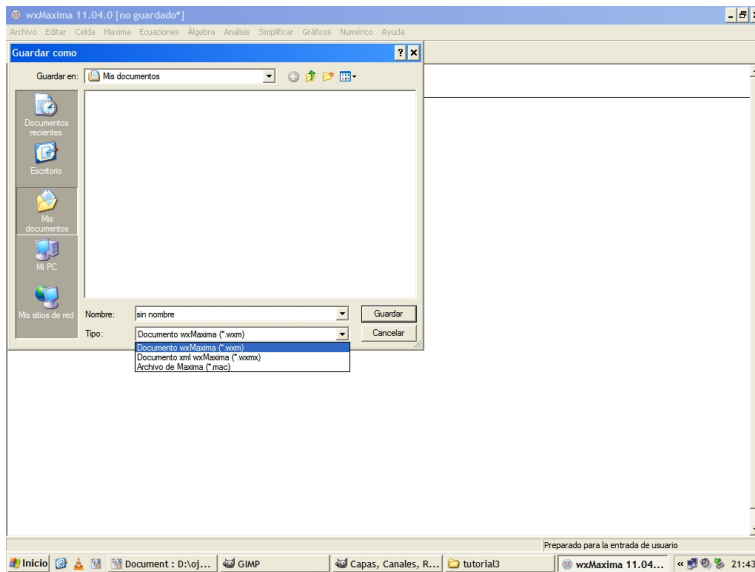 wxMaxima 11.04.0 [no guardado*]
Archivo Editar Celda Maxima Ecuaciones Álgebra Análisis Simplificar Gráficos Numérico Ayuda
Guardar como
Guardar en: Mis documentos
Documentos recientes
Escritorio
Mis documentos
Mi PC
Mis sitios de red
Nombre: sin nombre Guardar
Tipo: Documento wxMaxima (*.wxm) Cancelar
Documento wxMaxima (*.wxm)
Documento xml wxMaxima (*.wxmx)
Archivo de Maxima (*.mac)
Preparado para la entrada de usuario
Inicio Document : D:\oj... GIMP Capas, Canales, R... tutorial3 wxMaxima 11.04... « 21:43